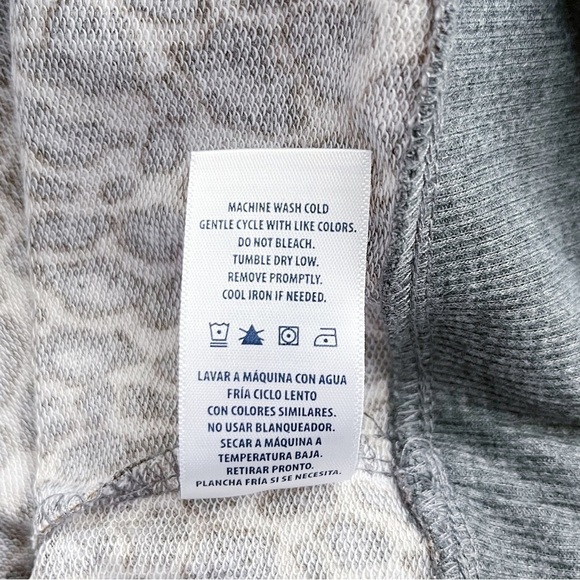 MACHINE WASH COLD
GENTLE CYCLE WITH LIKE COLORS.
DO NOT BLEACH.
TUMBLE DRY LOW.
REMOVE PROMPTLY.
COOL IRON IF NEEDED.
LAVAR A MÁQUINA CON AGUA
FRÍA CICLO LENTO
CON COLORES SIMILARES.
NO USAR BLANQUEADOR.
SECAR A MÁQUINA A
TEMPERATURA BAJA.
RETIRAR PRONTO.
PLANCHA FRÍA SI SE NECESITA.